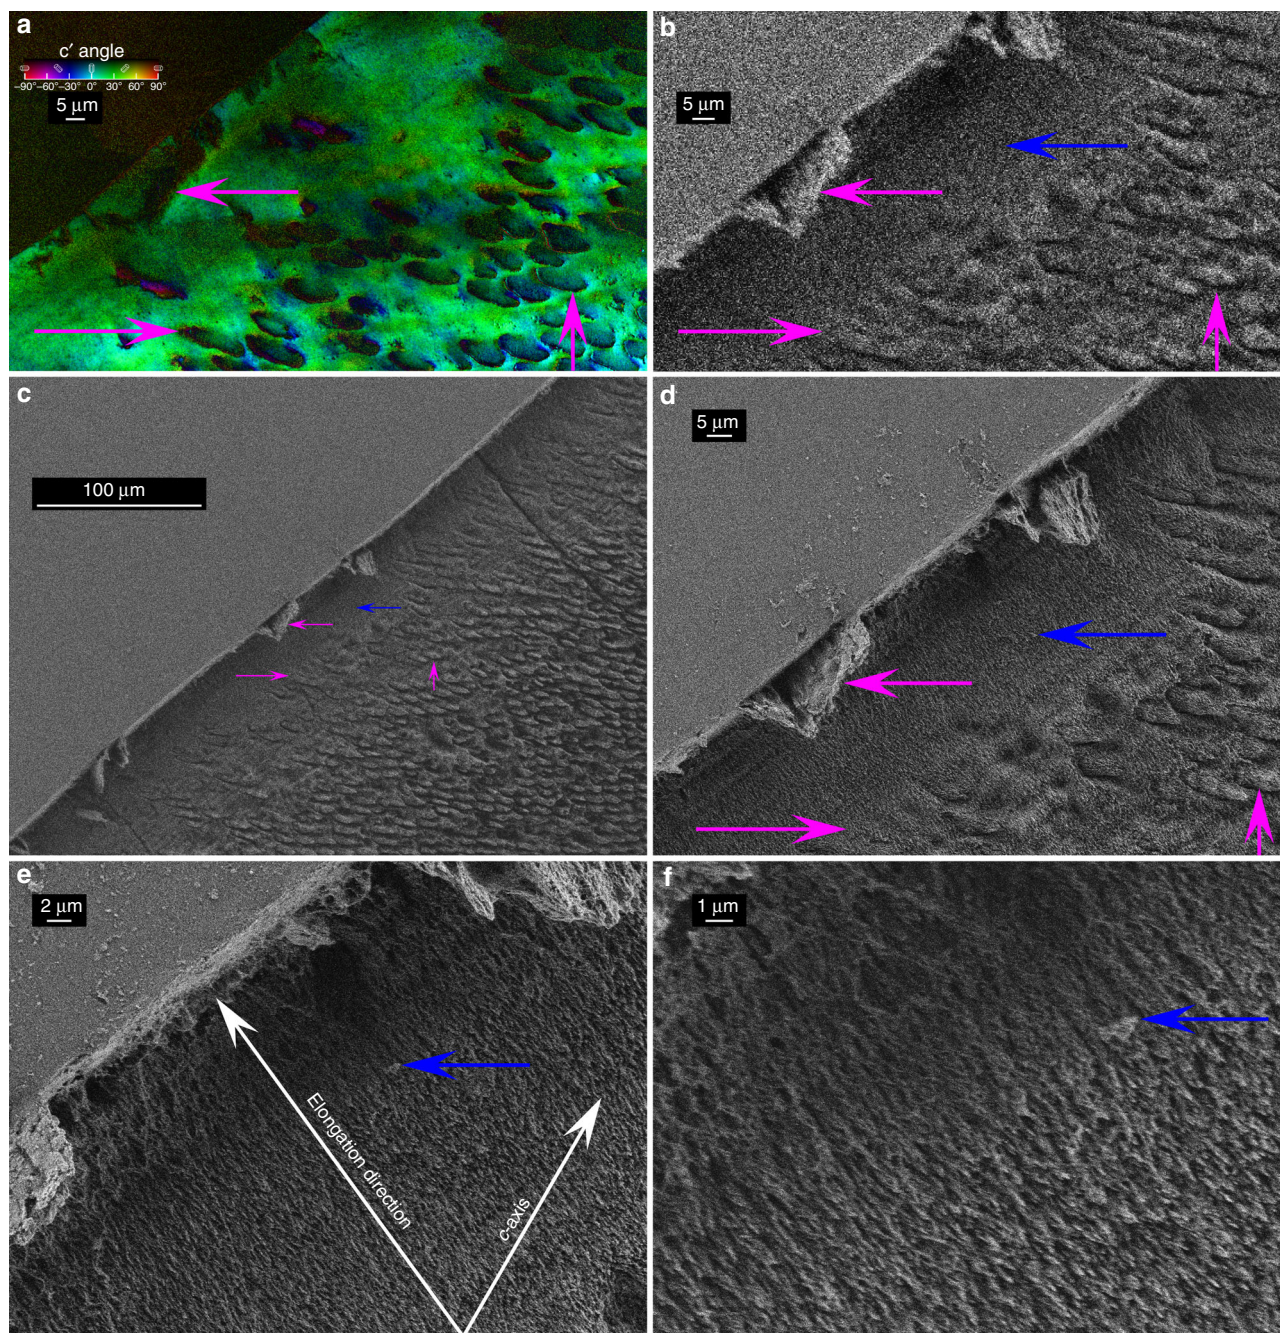 a
c′ angle
−90° −60° −30° 0° 30° 60° 90°
5 μm
b
5 μm
c
100 μm
d
5 μm
e
2 μm
Elongation direction
c-axis
f
1 μm